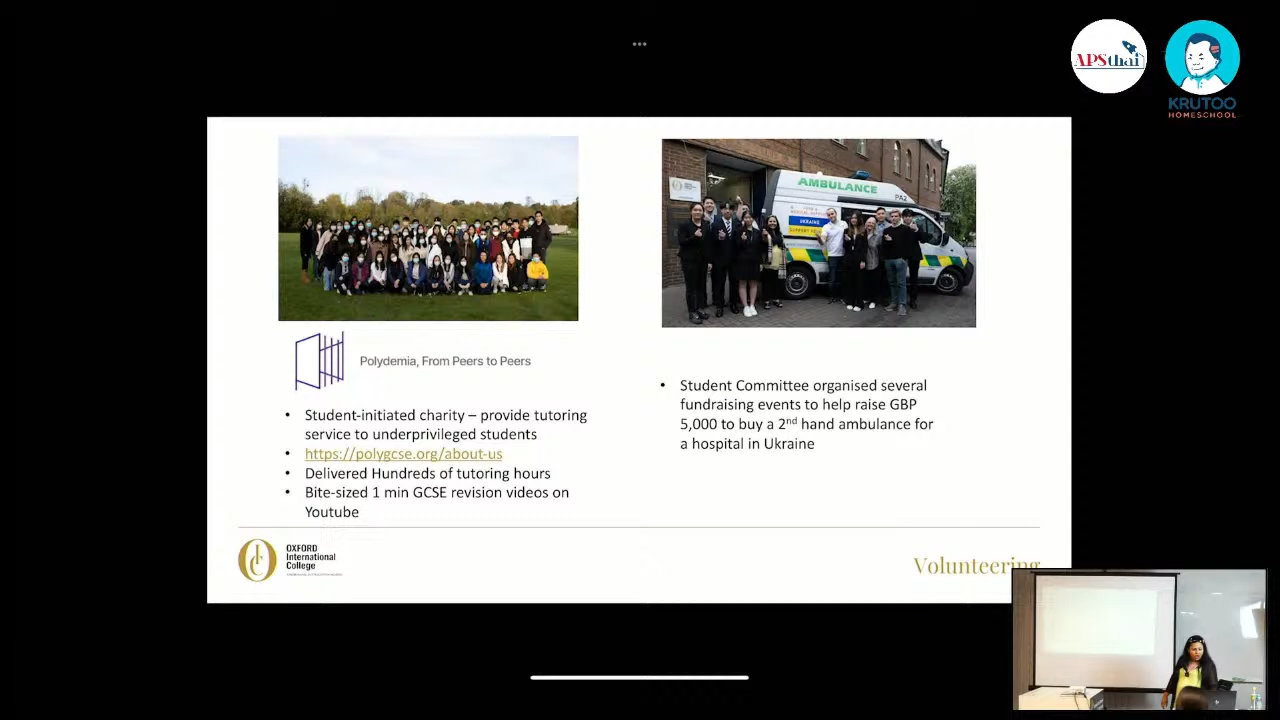 •••
APSthai
KRUTOO
HOMESCHOOL
AMBULANCE
PA2
UKRAINE
Polydemia, From Peers to Peers
• Student-initiated charity – provide tutoring
service to underprivileged students
• https://polygcse.org/about-us
• Delivered Hundreds of tutoring hours
• Bite-sized 1 min GCSE revision videos on
Youtube
• Student Committee organised several
fundraising events to help raise GBP
5,000 to buy a 2nd hand ambulance for
a hospital in Ukraine
OXFORD
International
College
Volunteering